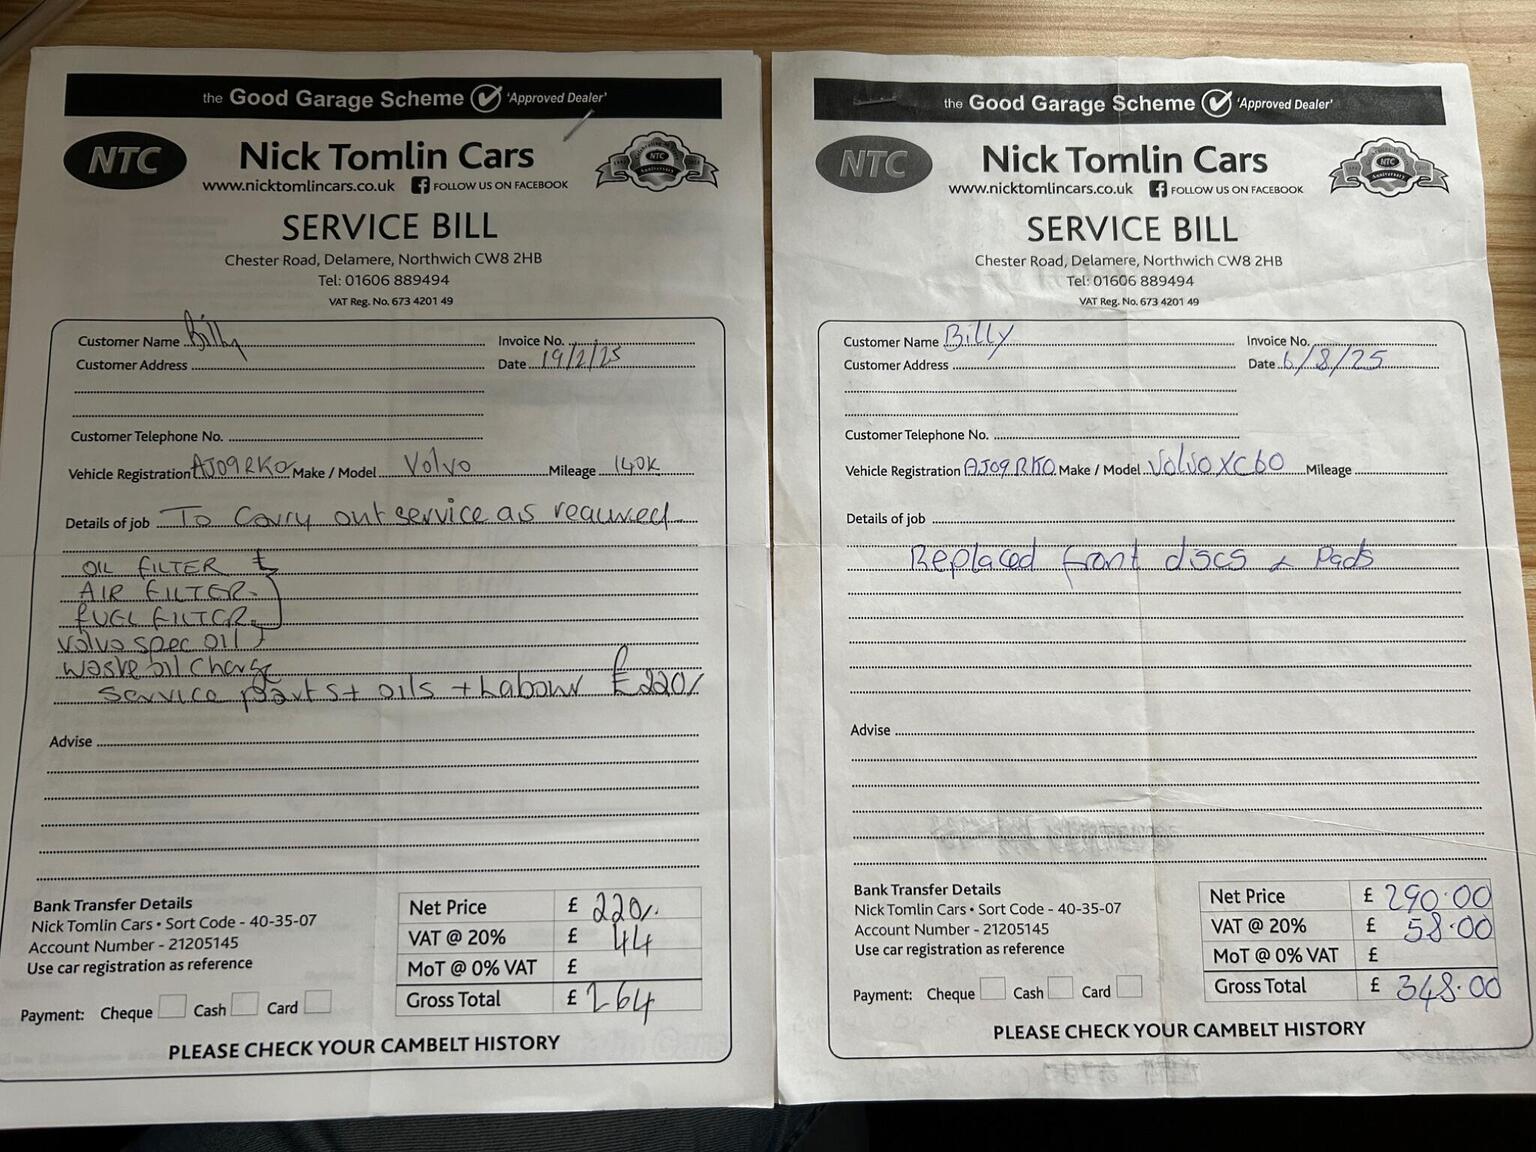 the Good Garage Scheme 'Approved Dealer'
NTC
Nick Tomlin Cars
www.nicktomlincars.co.uk FOLLOW US ON FACEBOOK
NTC
Anniversary
SERVICE BILL
Chester Road, Delamere, Northwich CW8 2HB
Tel: 01606 889494
VAT Reg. No. 673 4201 49
Customer Name Billy Invoice No.
Customer Address Date 19/2/25
Customer Telephone No.
Vehicle Registration AJ09RKO Make / Model Volvo Mileage 140K
Details of job To Carry out service as reauired
OIL FILTER
AIR FILTER
FUEL FILTER
Volvo spec oil
waste oil charge
Service parts + oils + Labour £220/.
Advise
Bank Transfer Details
Nick Tomlin Cars • Sort Code - 40-35-07
Account Number - 21205145
Use car registration as reference
Net Price £ 220/.
VAT @ 20% £ 44
MoT @ 0% VAT £
Gross Total £ 264
Payment: Cheque Cash Card
PLEASE CHECK YOUR CAMBELT HISTORY
the Good Garage Scheme 'Approved Dealer'
NTC
Nick Tomlin Cars
www.nicktomlincars.co.uk FOLLOW US ON FACEBOOK
NTC
Anniversary
SERVICE BILL
Chester Road, Delamere, Northwich CW8 2HB
Tel: 01606 889494
VAT Reg. No. 673 4201 49
Customer Name Billy Invoice No.
Customer Address Date 6/8/25
Customer Telephone No.
Vehicle Registration AJ09 RKO Make / Model Volvo XC60 Mileage
Details of job
Replaced front discs & Pads
Advise
Bank Transfer Details
Nick Tomlin Cars • Sort Code - 40-35-07
Account Number - 21205145
Use car registration as reference
Net Price £ 290.00
VAT @ 20% £ 58.00
MoT @ 0% VAT £
Gross Total £ 348.00
Payment: Cheque Cash Card
PLEASE CHECK YOUR CAMBELT HISTORY